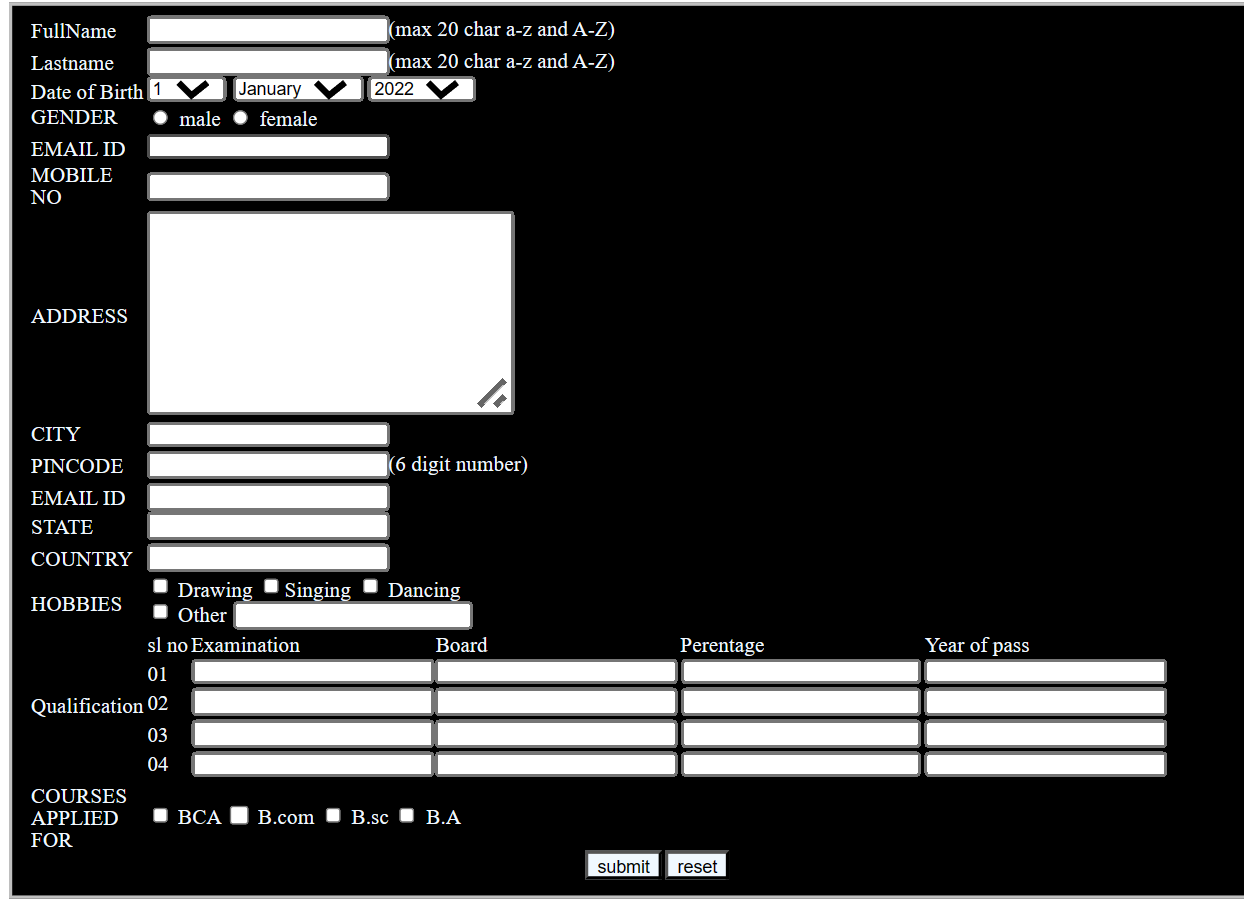 FullName (max 20 char a-z and A-Z)
Lastname (max 20 char a-z and A-Z)
Date of Birth 1 January 2022
GENDER male female
EMAIL ID
MOBILE
NO
ADDRESS
CITY
PINCODE (6 digit number)
EMAIL ID
STATE
COUNTRY
HOBBIES Drawing Singing Dancing
Other
sl no Examination Board Perentage Year of pass
01
Qualification 02
03
04
COURSES
APPLIED
FOR
BCA B.com B.sc B.A
submit reset